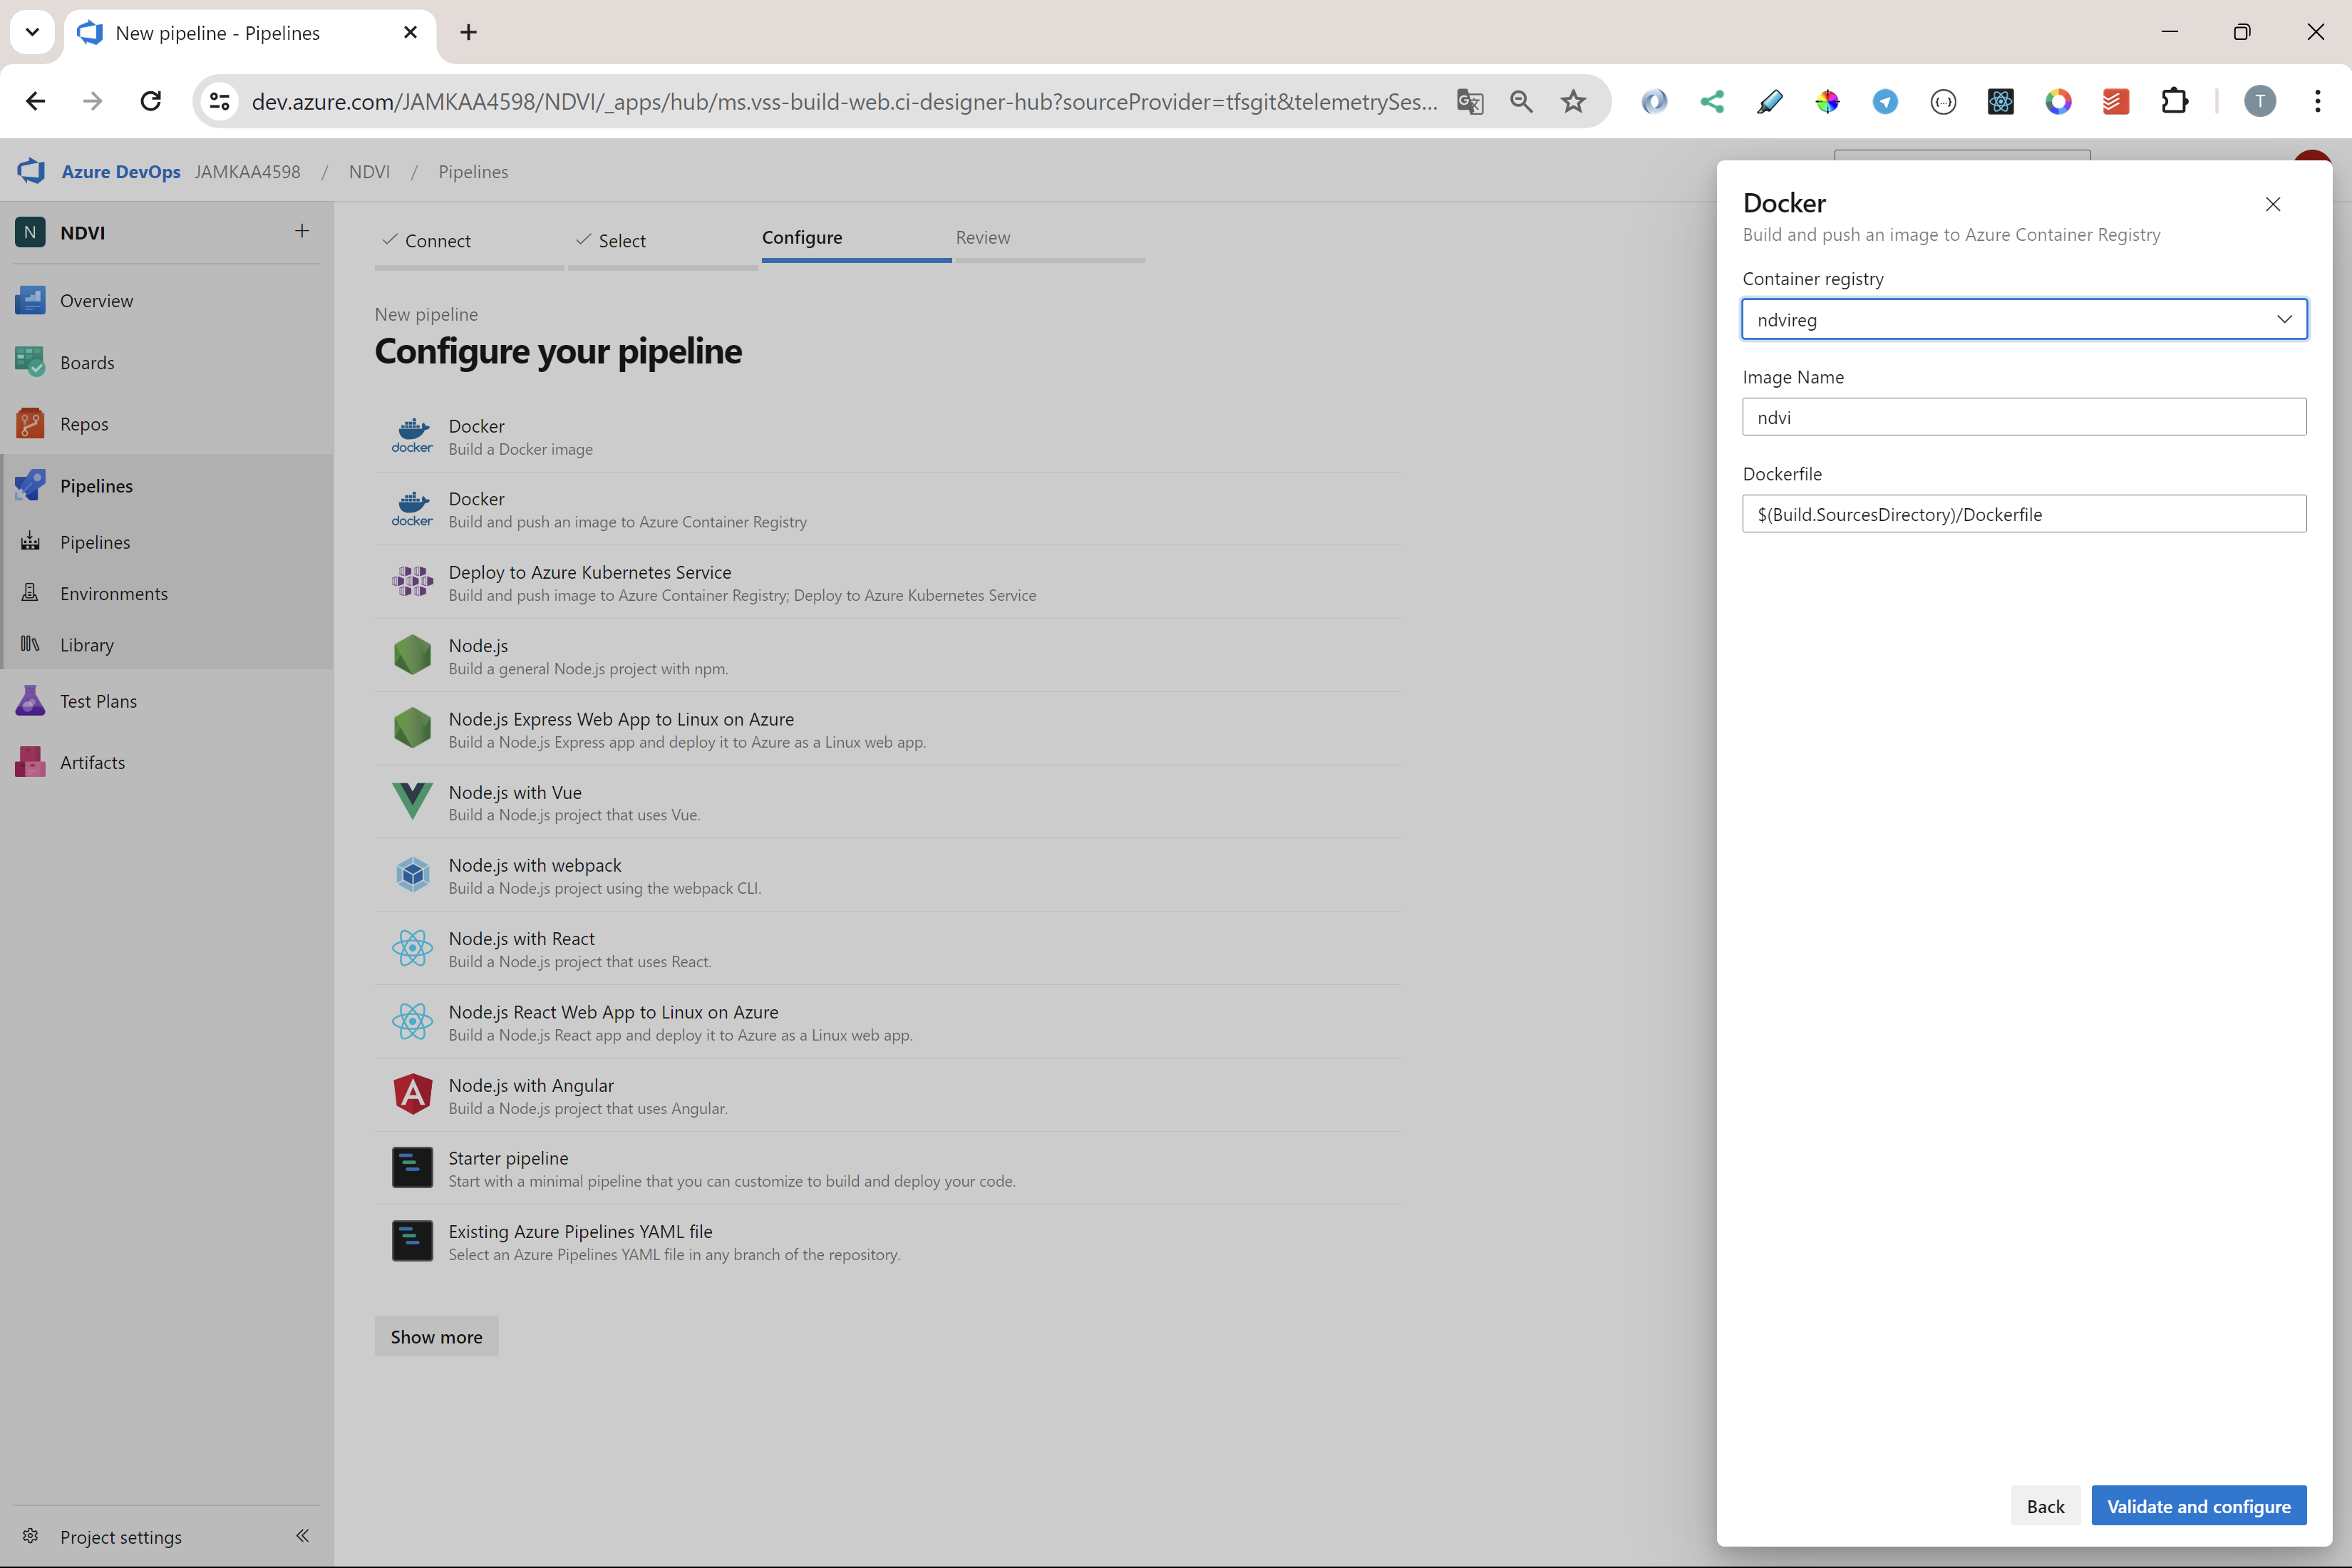 New pipeline - Pipelines
dev.azure.com/JAMKAA4598/NDVI/_apps/hub/ms.vss-build-web.ci-designer-hub?sourceProvider=tfsgit&telemetrySes...
T
Azure DevOps JAMKAA4598 / NDVI / Pipelines
N NDVI
Overview
Boards
Repos
Pipelines
Pipelines
Environments
Library
Test Plans
Artifacts
Project settings
Connect
Select
Configure
Review
New pipeline
Configure your pipeline
docker
Docker
Build a Docker image
docker
Docker
Build and push an image to Azure Container Registry
Deploy to Azure Kubernetes Service
Build and push image to Azure Container Registry; Deploy to Azure Kubernetes Service
Node.js
Build a general Node.js project with npm.
Node.js Express Web App to Linux on Azure
Build a Node.js Express app and deploy it to Azure as a Linux web app.
Node.js with Vue
Build a Node.js project that uses Vue.
Node.js with webpack
Build a Node.js project using the webpack CLI.
Node.js with React
Build a Node.js project that uses React.
Node.js React Web App to Linux on Azure
Build a Node.js React app and deploy it to Azure as a Linux web app.
Node.js with Angular
Build a Node.js project that uses Angular.
Starter pipeline
Start with a minimal pipeline that you can customize to build and deploy your code.
Existing Azure Pipelines YAML file
Select an Azure Pipelines YAML file in any branch of the repository.
Show more
Docker
Build and push an image to Azure Container Registry
Container registry
ndvireg
Image Name
ndvi
Dockerfile
$(Build.SourcesDirectory)/Dockerfile
Back
Validate and configure